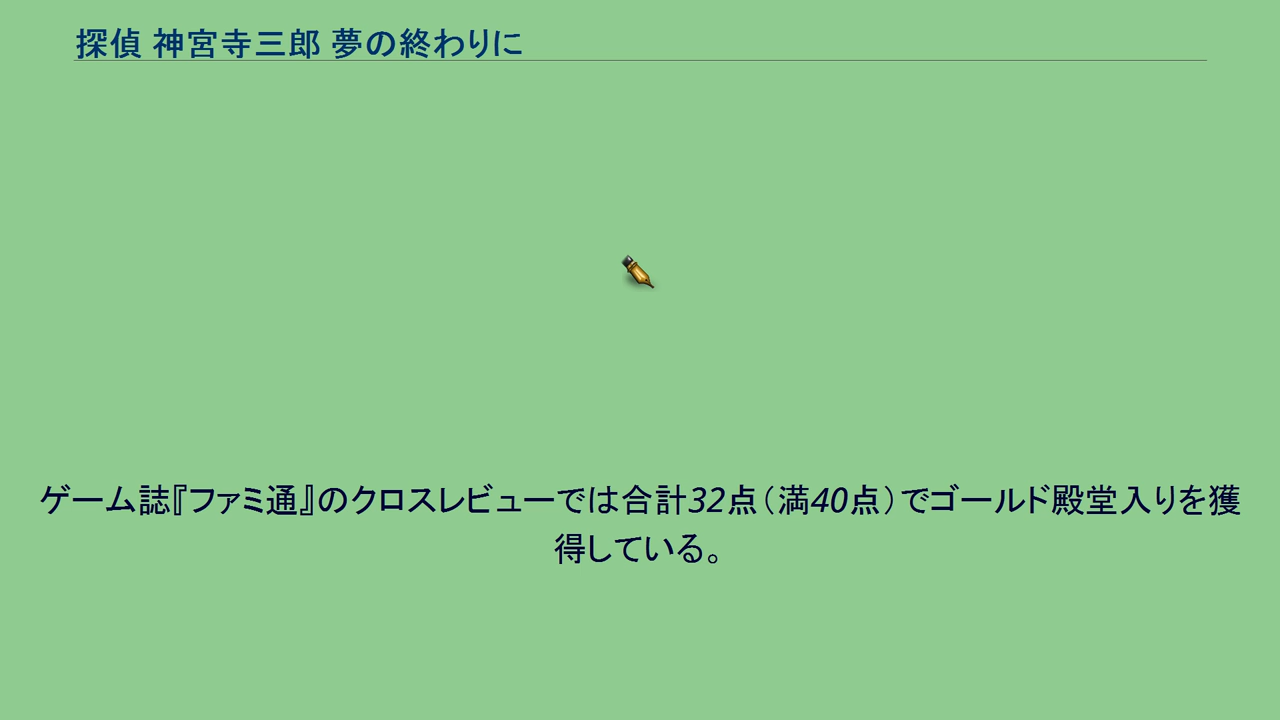 探偵 神宮寺三郎 夢の終わりに
ゲーム誌『ファミ通』のクロスレビューでは合計32点（満40点）でゴールド殿堂入りを獲
得している。